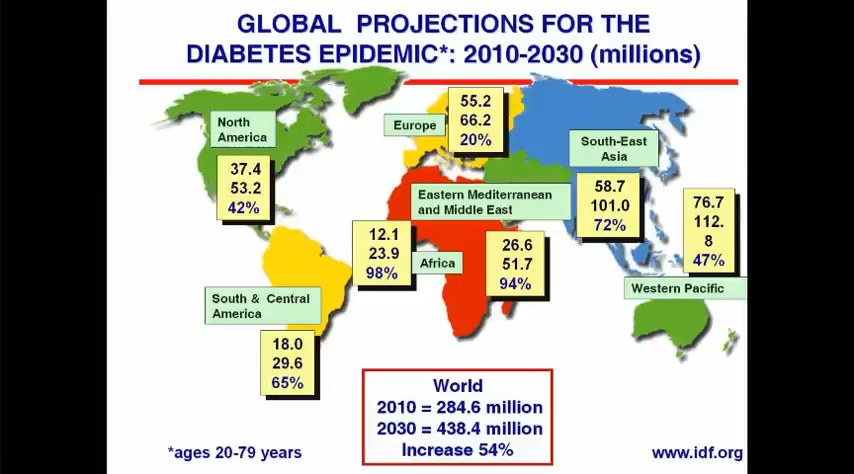 GLOBAL PROJECTIONS FOR THE
DIABETES EPIDEMIC*: 2010-2030 (millions)
North
America
37.4
53.2
42%
Europe
55.2
66.2
20%
South-East
Asia
58.7
101.0
72%
Eastern Mediterranean
and Middle East
26.6
51.7
94%
76.7
112.
8
47%
Western Pacific
12.1
23.9
98%
Africa
South & Central
America
18.0
29.6
65%
World
2010 = 284.6 million
2030 = 438.4 million
Increase 54%
*ages 20-79 years
www.idf.org